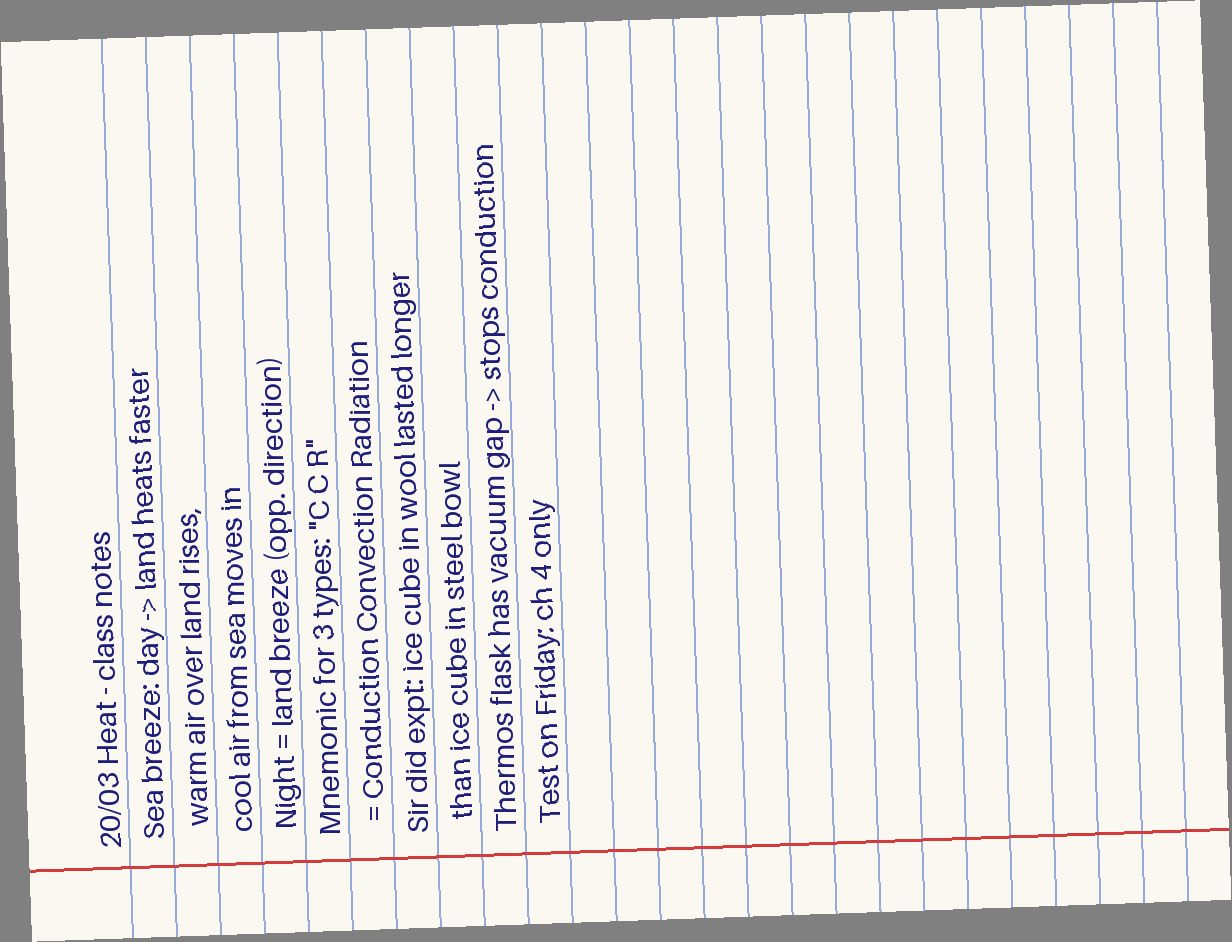 20/03 Heat - class notes
Sea breeze: day -> land heats faster
warm air over land rises,
cool air from sea moves in
Night = land breeze (opp. direction)
Mnemonic for 3 types: "C C R"
= Conduction Convection Radiation
Sir did expt: ice cube in wool lasted longer
than ice cube in steel bowl
Thermos flask has vacuum gap -> stops conduction
Test on Friday: ch 4 only